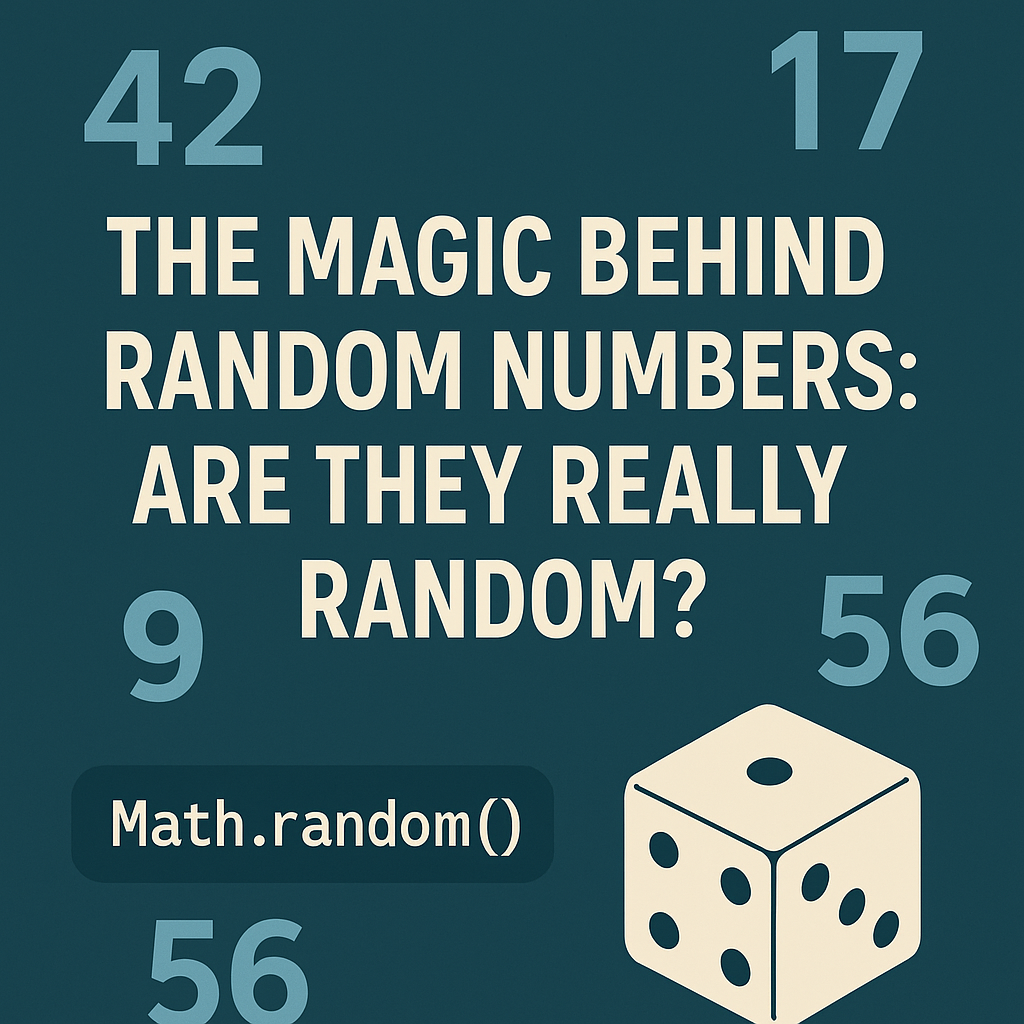 42
17
THE MAGIC BEHIND
RANDOM NUMBERS:
ARE THEY REALLY
RANDOM?
9
56
Math.random()
56